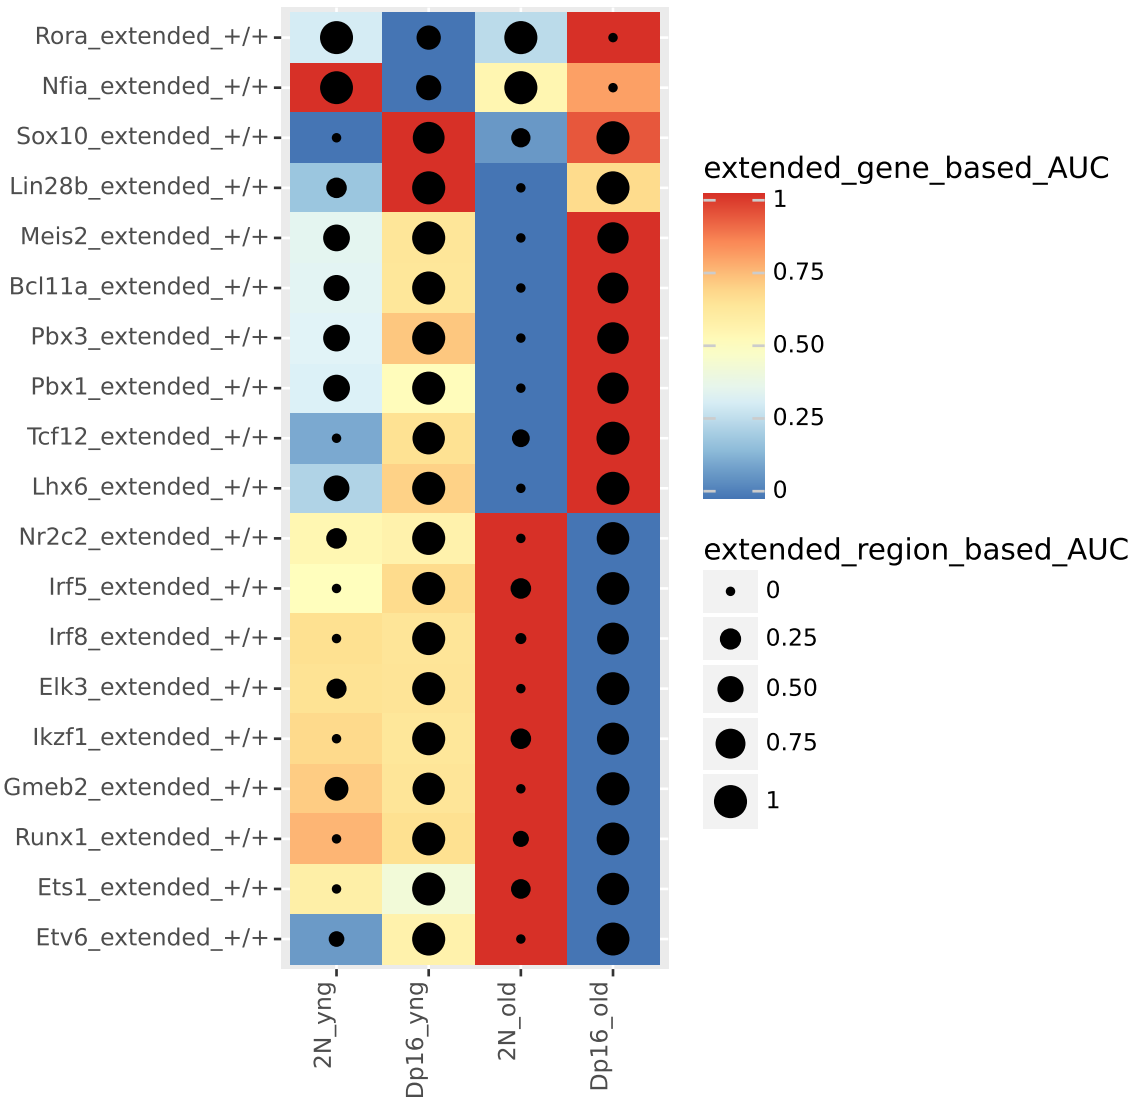 Rora_extended_+/+
Nfia_extended_+/+
Sox10_extended_+/+
Lin28b_extended_+/+
Meis2_extended_+/+
Bcl11a_extended_+/+
Pbx3_extended_+/+
Pbx1_extended_+/+
Tcf12_extended_+/+
Lhx6_extended_+/+
Nr2c2_extended_+/+
Irf5_extended_+/+
Irf8_extended_+/+
Elk3_extended_+/+
Ikzf1_extended_+/+
Gmeb2_extended_+/+
Runx1_extended_+/+
Ets1_extended_+/+
Etv6_extended_+/+
2N_yng
Dp16_yng
2N_old
Dp16_old
extended_gene_based_AUC
1
0.75
0.50
0.25
0
extended_region_based_AUC
0
0.25
0.50
0.75
1